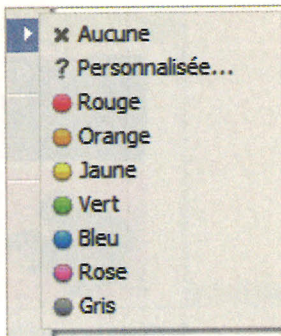 Aucune
? Personnalisée...
Rouge
Orange
Jaune
Vert
Bleu
Rose
Gris